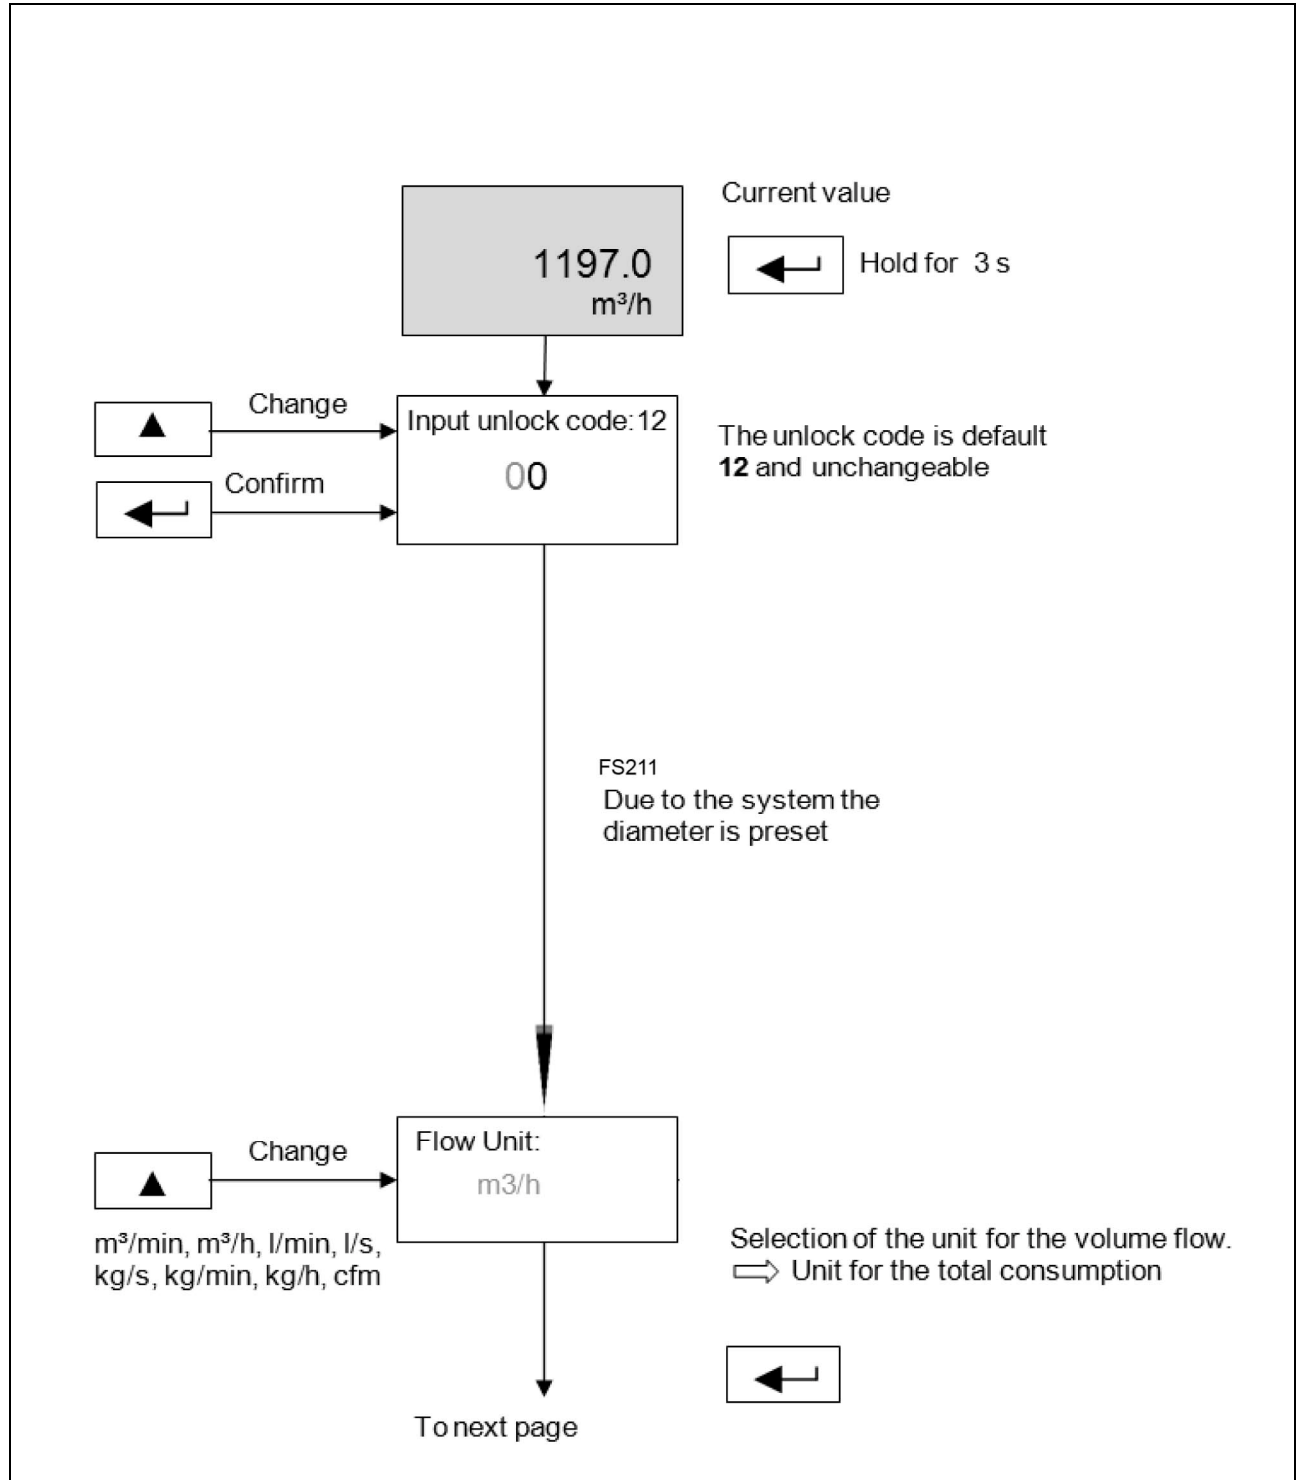 Current value
1197.0
m³/h
Hold for 3 s
Change
Input unlock code:12
00
Confirm
The unlock code is default
12 and unchangeable
FS211
Due to the system the
diameter is preset
Change
Flow Unit:
m3/h
m³/min, m³/h, l/min, l/s,
kg/s, kg/min, kg/h, cfm
Selection of the unit for the volume flow.
⇨ Unit for the total consumption
To next page